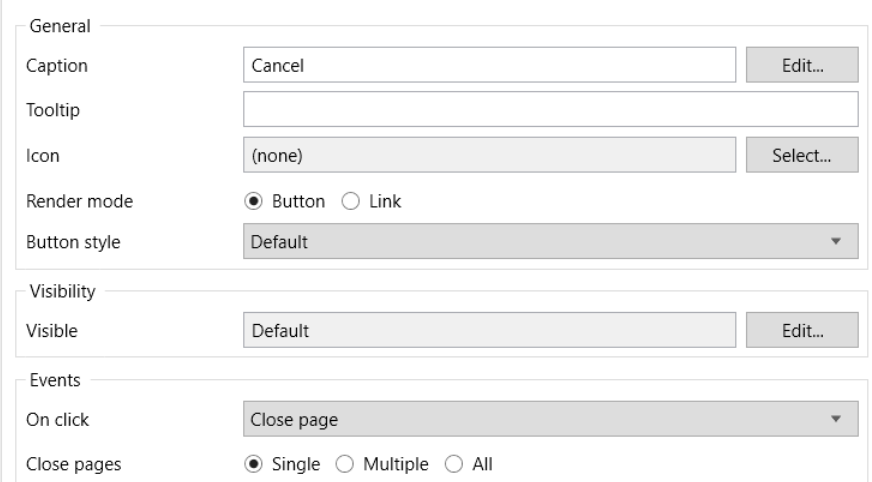 General
Caption Cancel Edit...
Tooltip
Icon (none) Select...
Render mode Button Link
Button style Default
Visibility
Visible Default Edit...
Events
On click Close page
Close pages Single Multiple All